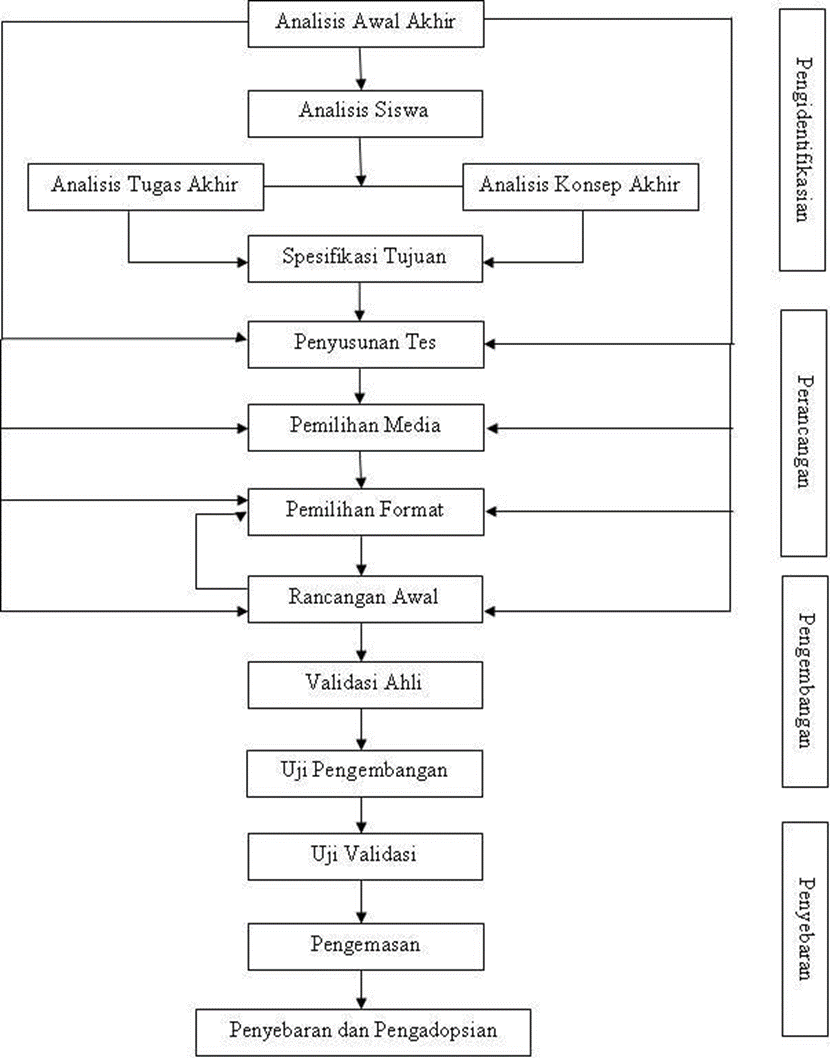 Analisis Awal Akhir
Analisis Siswa
Analisis Tugas Akhir
Analisis Konsep Akhir
Spesifikasi Tujuan
Penyusunan Tes
Pemilihan Media
Pemilihan Format
Rancangan Awal
Validasi Ahli
Uji Pengembangan
Uji Validasi
Pengemasan
Penyebaran dan Pengadopsian
Pengidentifikasian
Perancangan
Pengembangan
Penyebaran